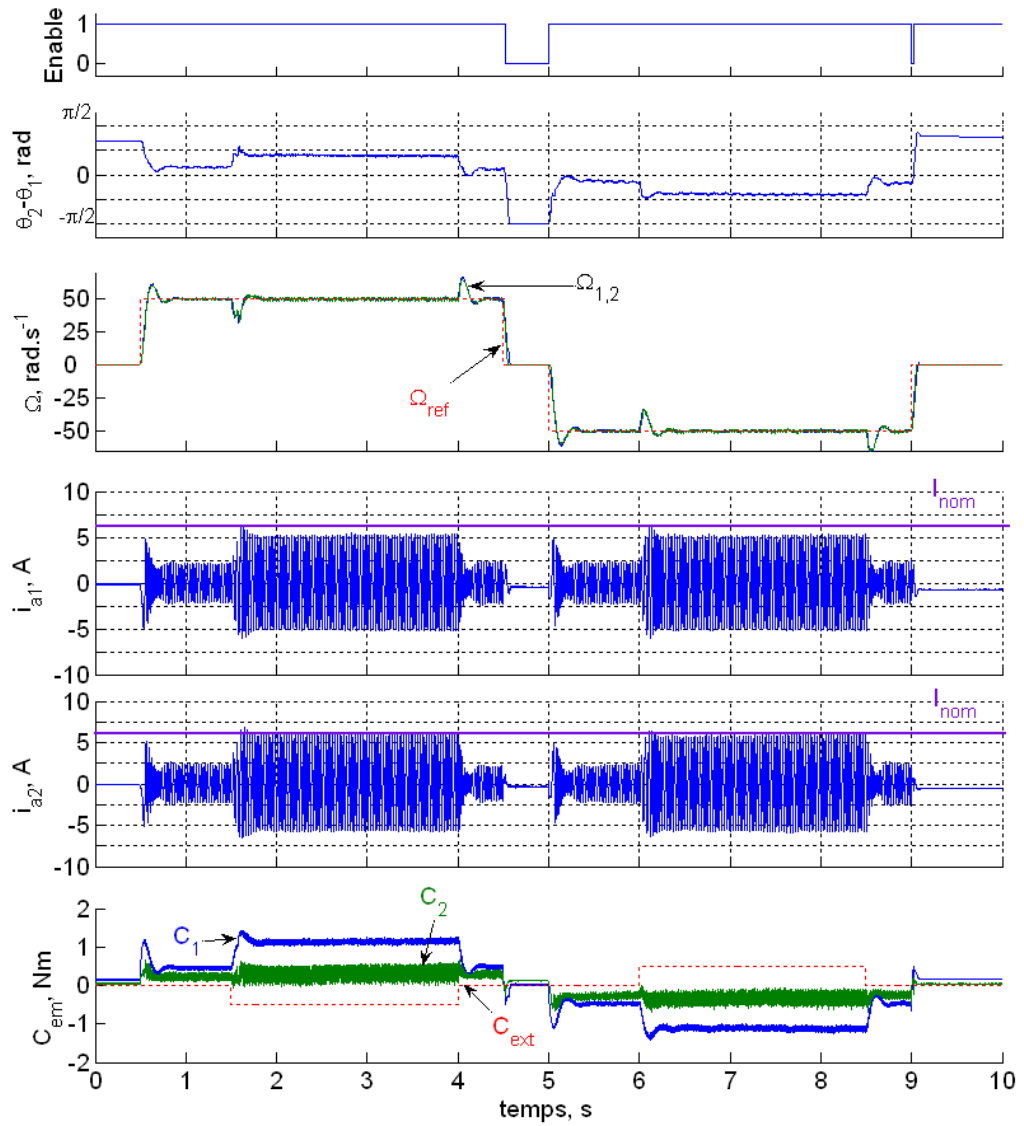 Enable
1
0
θ2-θ1, rad
π/2
0
-π/2
Ω, rad.s-1
50
25
0
-25
-50
Ω1,2
Ωref
ia1, A
10
5
0
-5
-10
Inom
ia2, A
10
5
0
-5
-10
Inom
Cem, Nm
2
1
0
-1
-2
C1
C2
Cext
0 1 2 3 4 5 6 7 8 9 10
temps, s